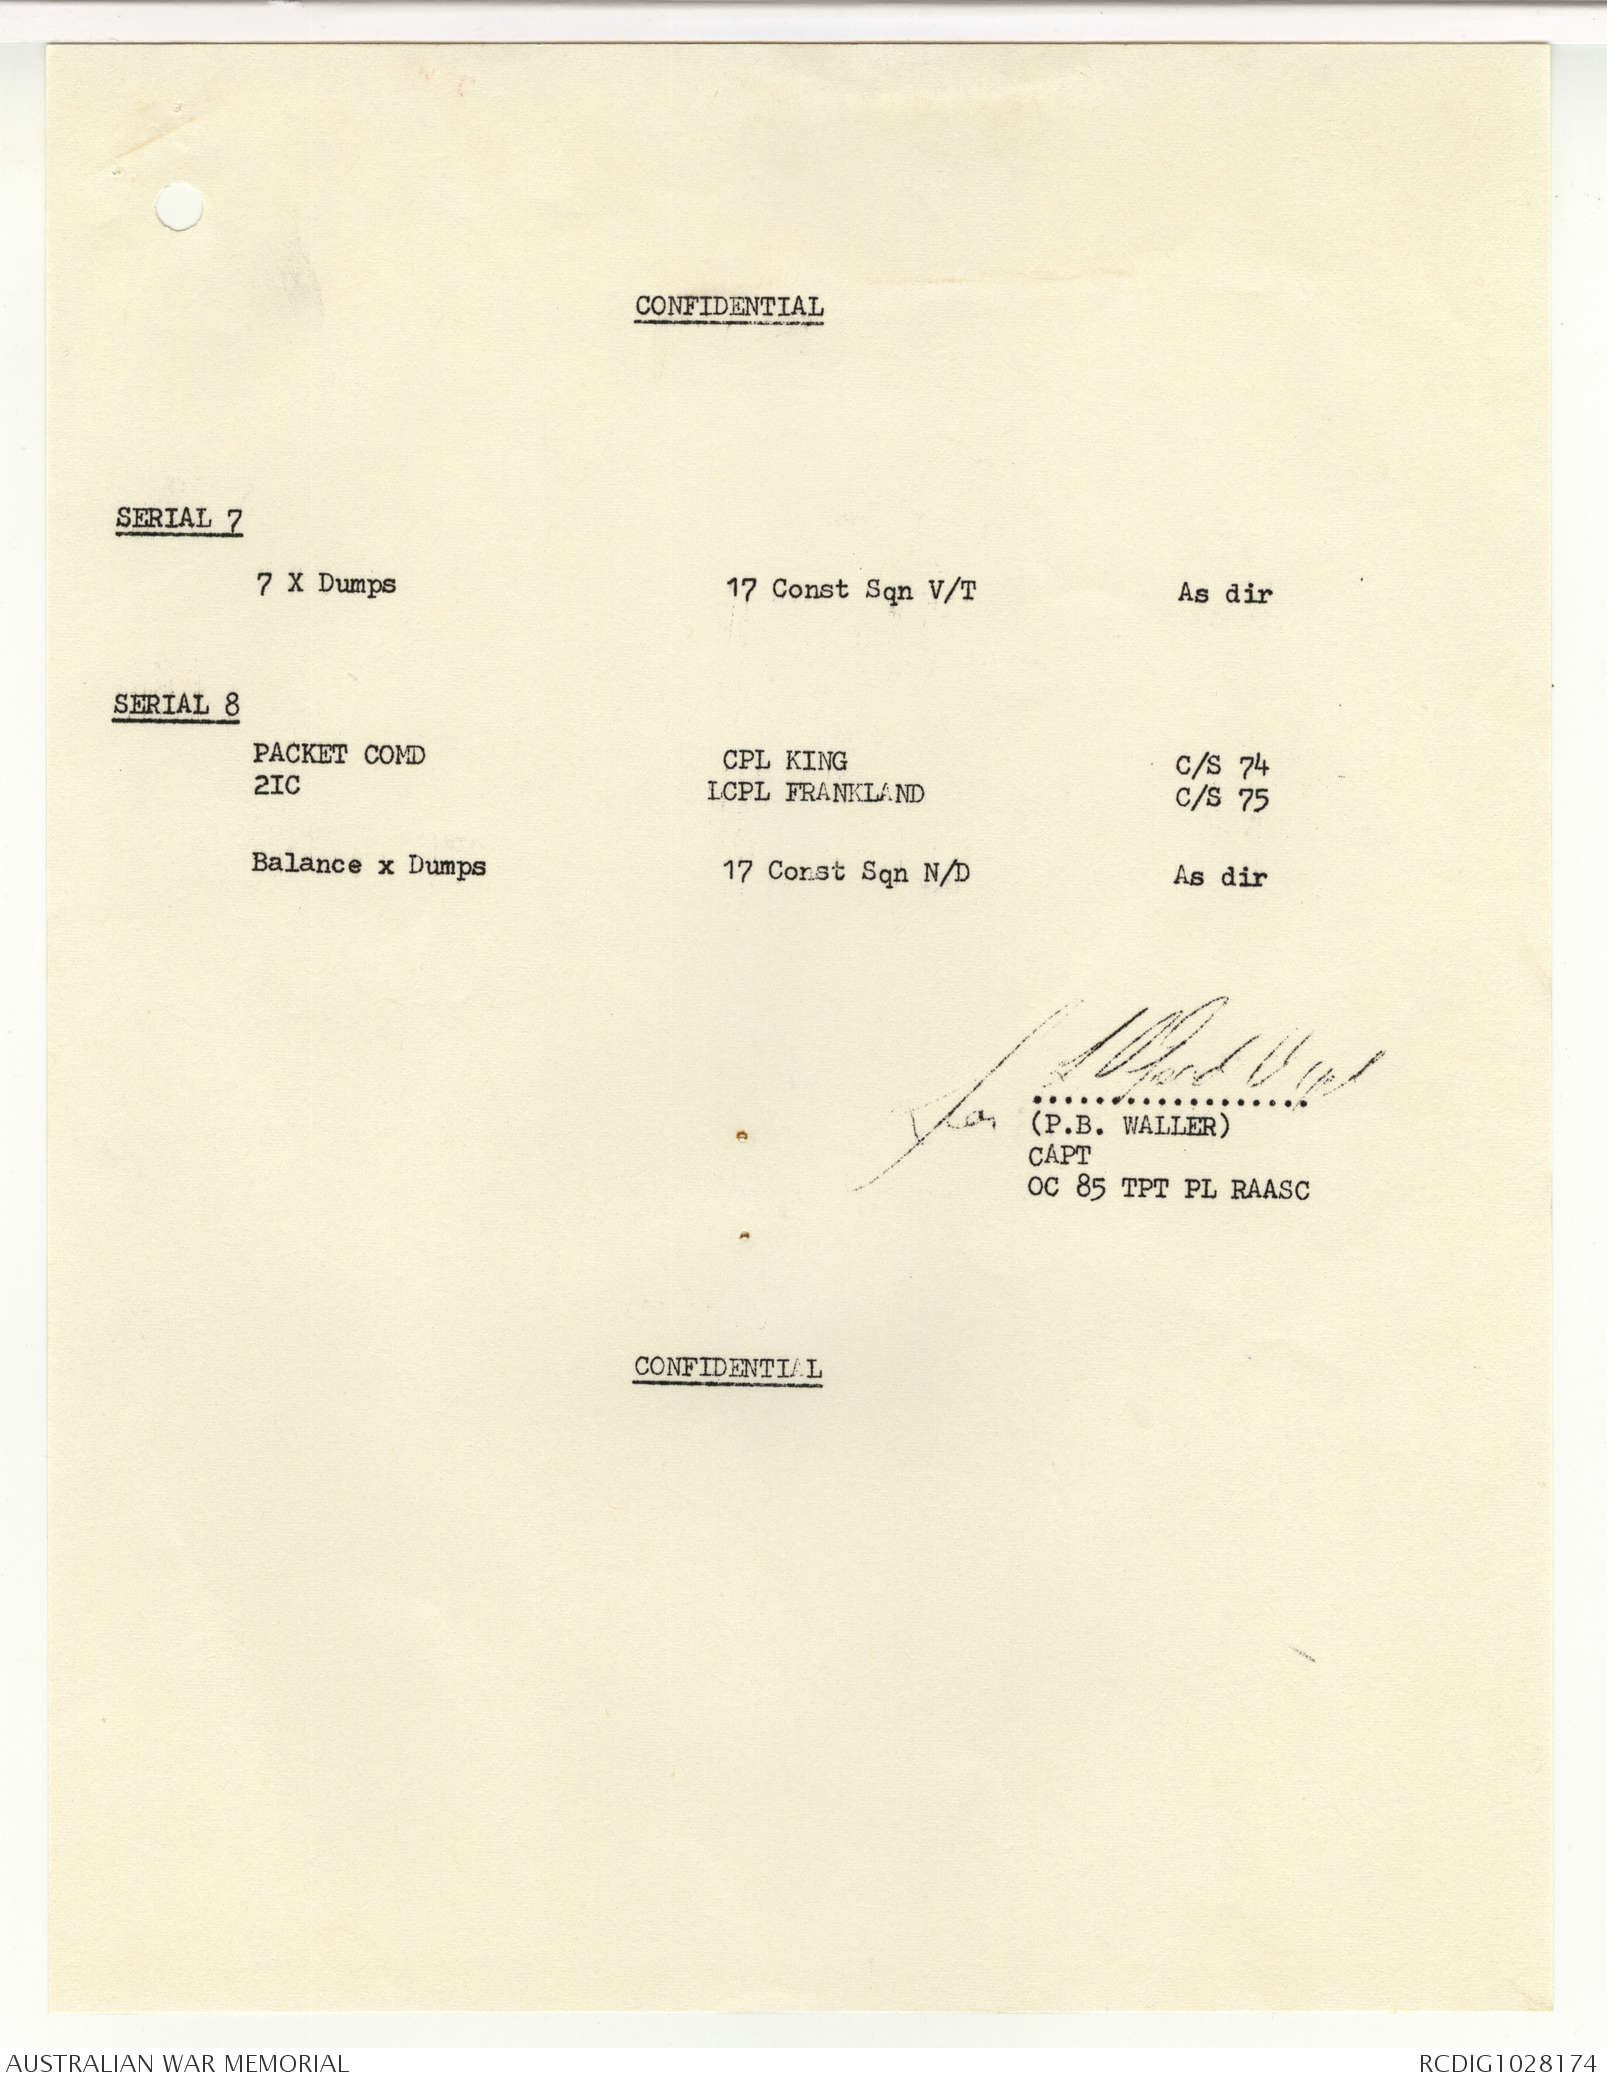 CONFIDENTIAL
SERIAL 7
7 X Dumps 17 Const Sqn V/T As dir
SERIAL 8
PACKET COMD CPL KING C/S 74
2IC LCPL FRANKLAND C/S 75
Balance x Dumps 17 Const Sqn N/D As dir
for
..................
(P.B. WALLER)
CAPT
OC 85 TPT PL RAASC
CONFIDENTIAL
AUSTRALIAN WAR MEMORIAL RCDIG1028174